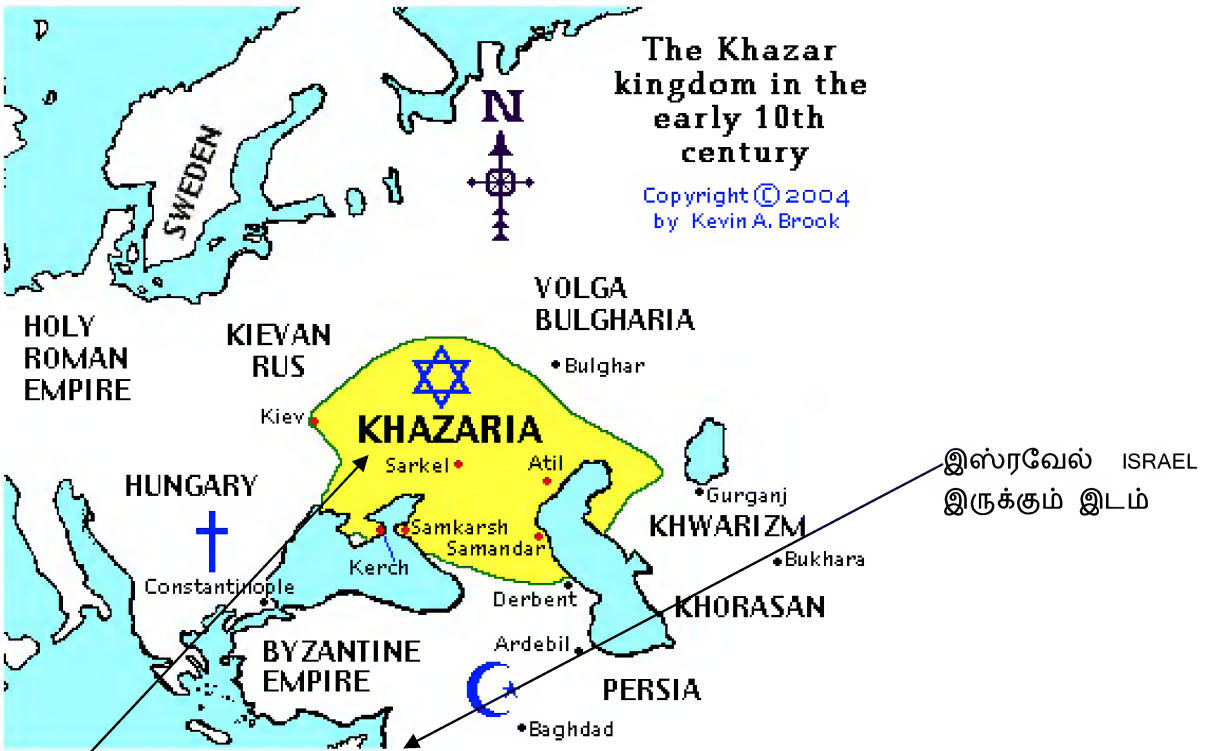 The Khazar
kingdom in the
early 10th
century
Copyright © 2004
by Kevin A. Brook
N
SWEDEN
HOLY
ROMAN
EMPIRE
KIEVAN
RUS
VOLGA
BULGHARIA
Bulghar
Kiev
KHAZARIA
Sarkel
Atil
HUNGARY
Gurganj
KHWARIZM
இஸ்ரவேல் ISRAEL
இருக்கும் இடம்
Samkarsh
Samandar
Kerch
Bukhara
Constantinople
Derbent
KHORASAN
BYZANTINE
EMPIRE
Ardebil
PERSIA
Baghdad